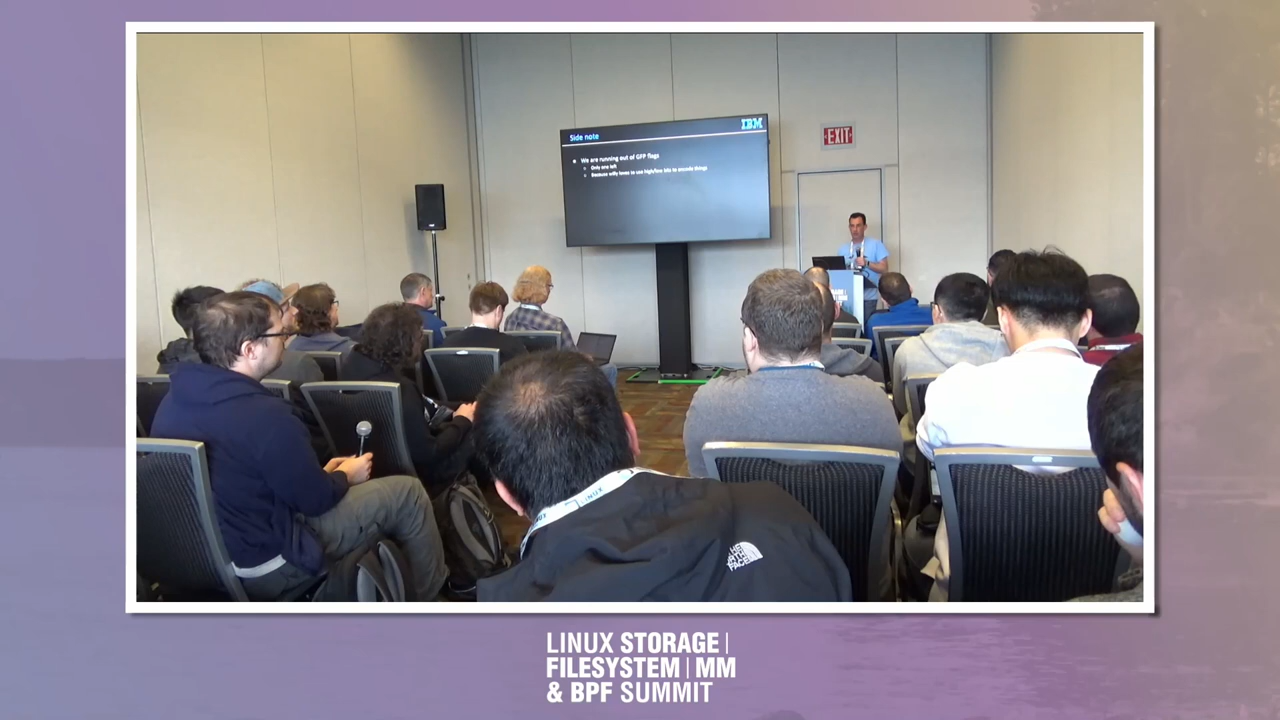 IBM
Side note
We are running out of GFP flags
Only one left
Because willy loves to use high/low bits to encode things
EXIT
LINUX
THE
NORTH
FACE
LINUX STORAGE |
FILESYSTEM | MM
& BPF SUMMIT